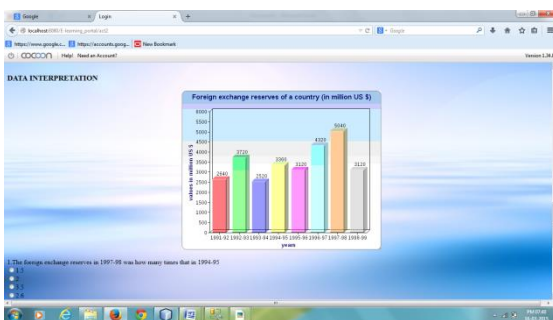 Google
Login
localhost
Google
https://www.google.c...
https://accounts.goog...
New Bookmark
COCOON
Help! Need an Account?
DATA INTERPRETATION
Foreign exchange reserves of a country (in million US $)
values in million US $
6000
5500
5000
4500
4000
3500
3000
2500
2000
1500
1000
500
0
2640
3720
2520
3360
3120
4320
5040
3120
1991-92 1992-93 1993-94 1994-95 1995-96 1996-97 1997-98 1998-99
years
1.The foreign exchange reserves in 1997-98 was how many times that in 1994-95
1.5